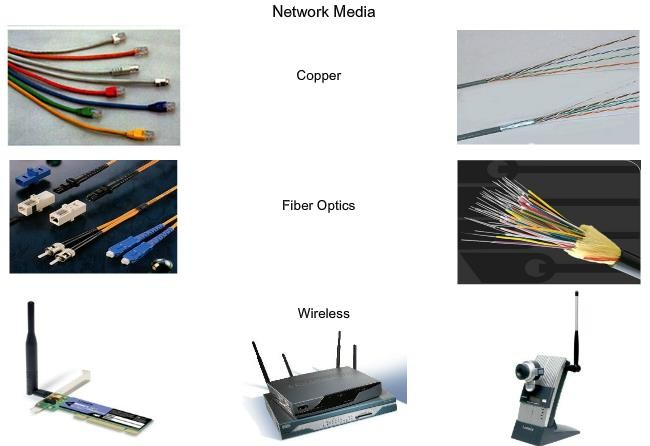 Network Media
Copper
Fiber Optics
Wireless